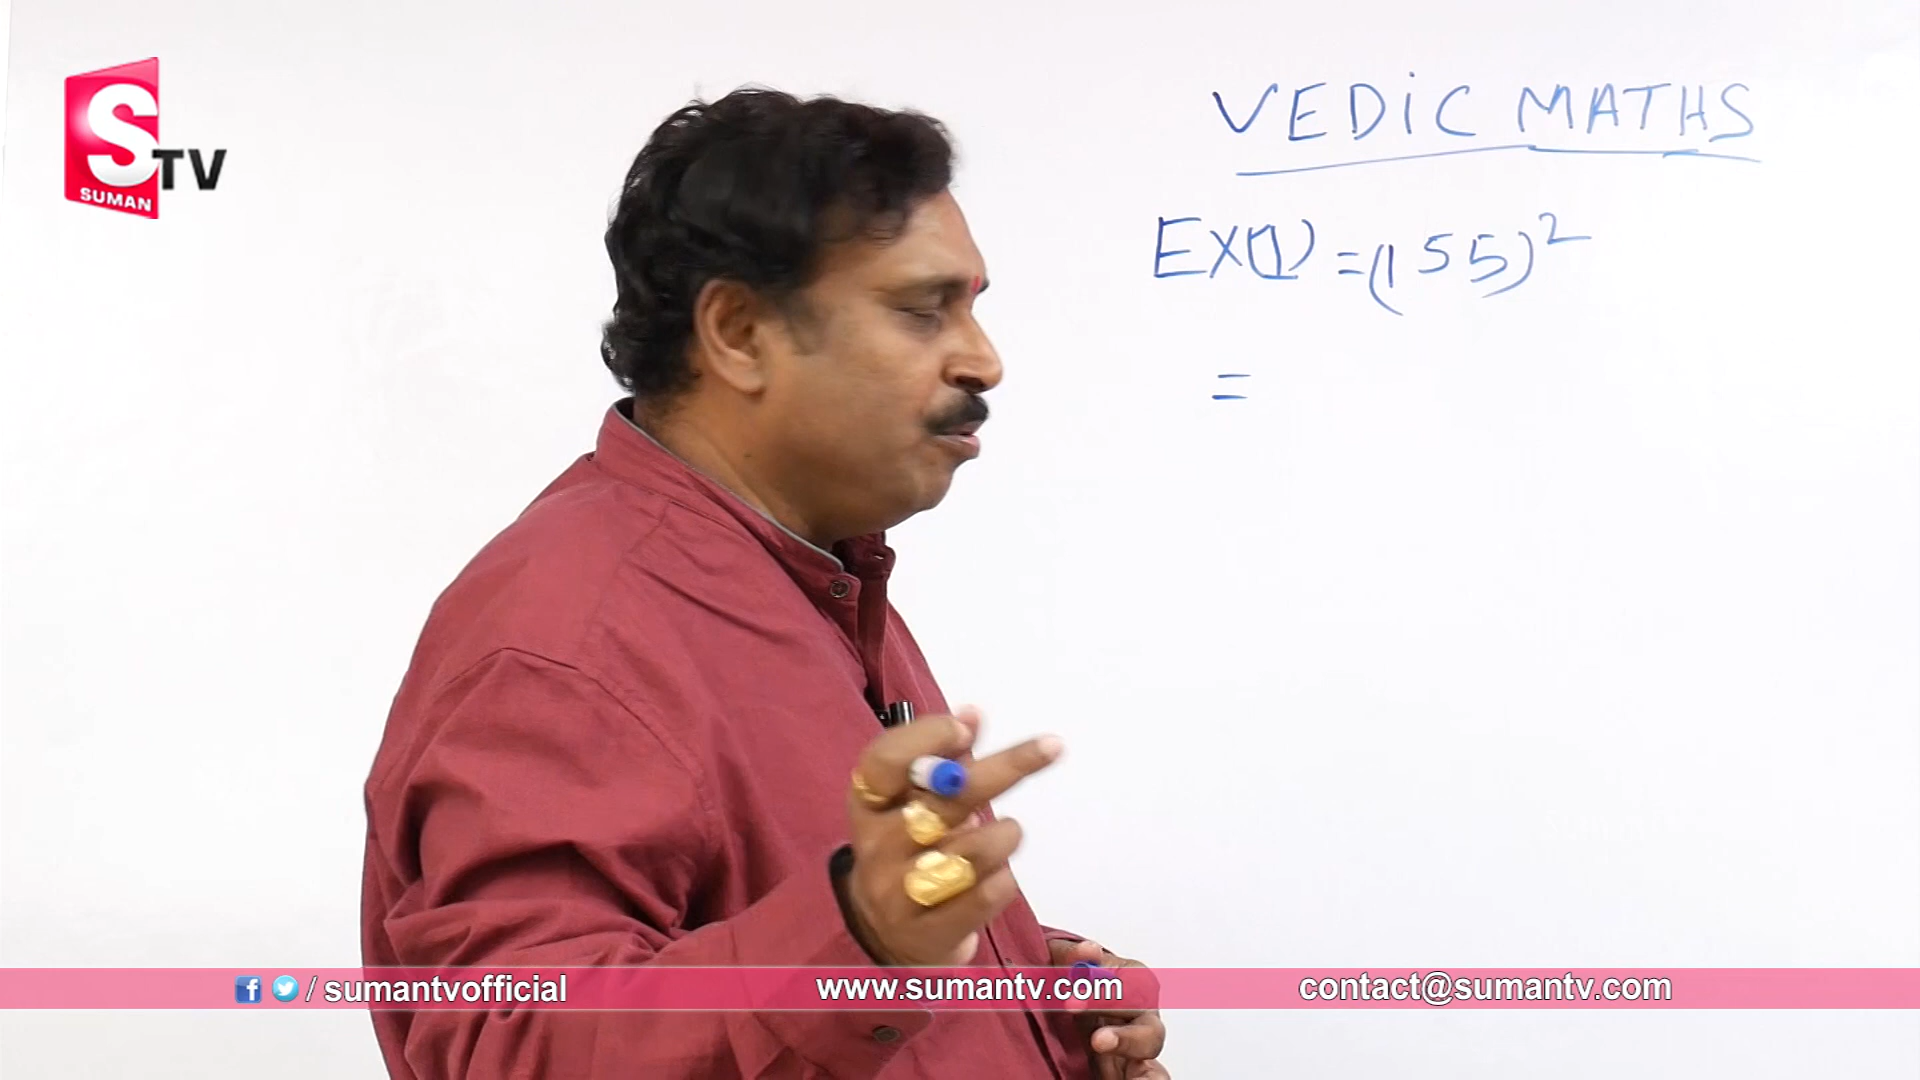 S TV
SUMAN
VEDIC MATHS
EX(1) = (155)²
=
/ sumantvofficial
www.sumantv.com
contact@sumantv.com